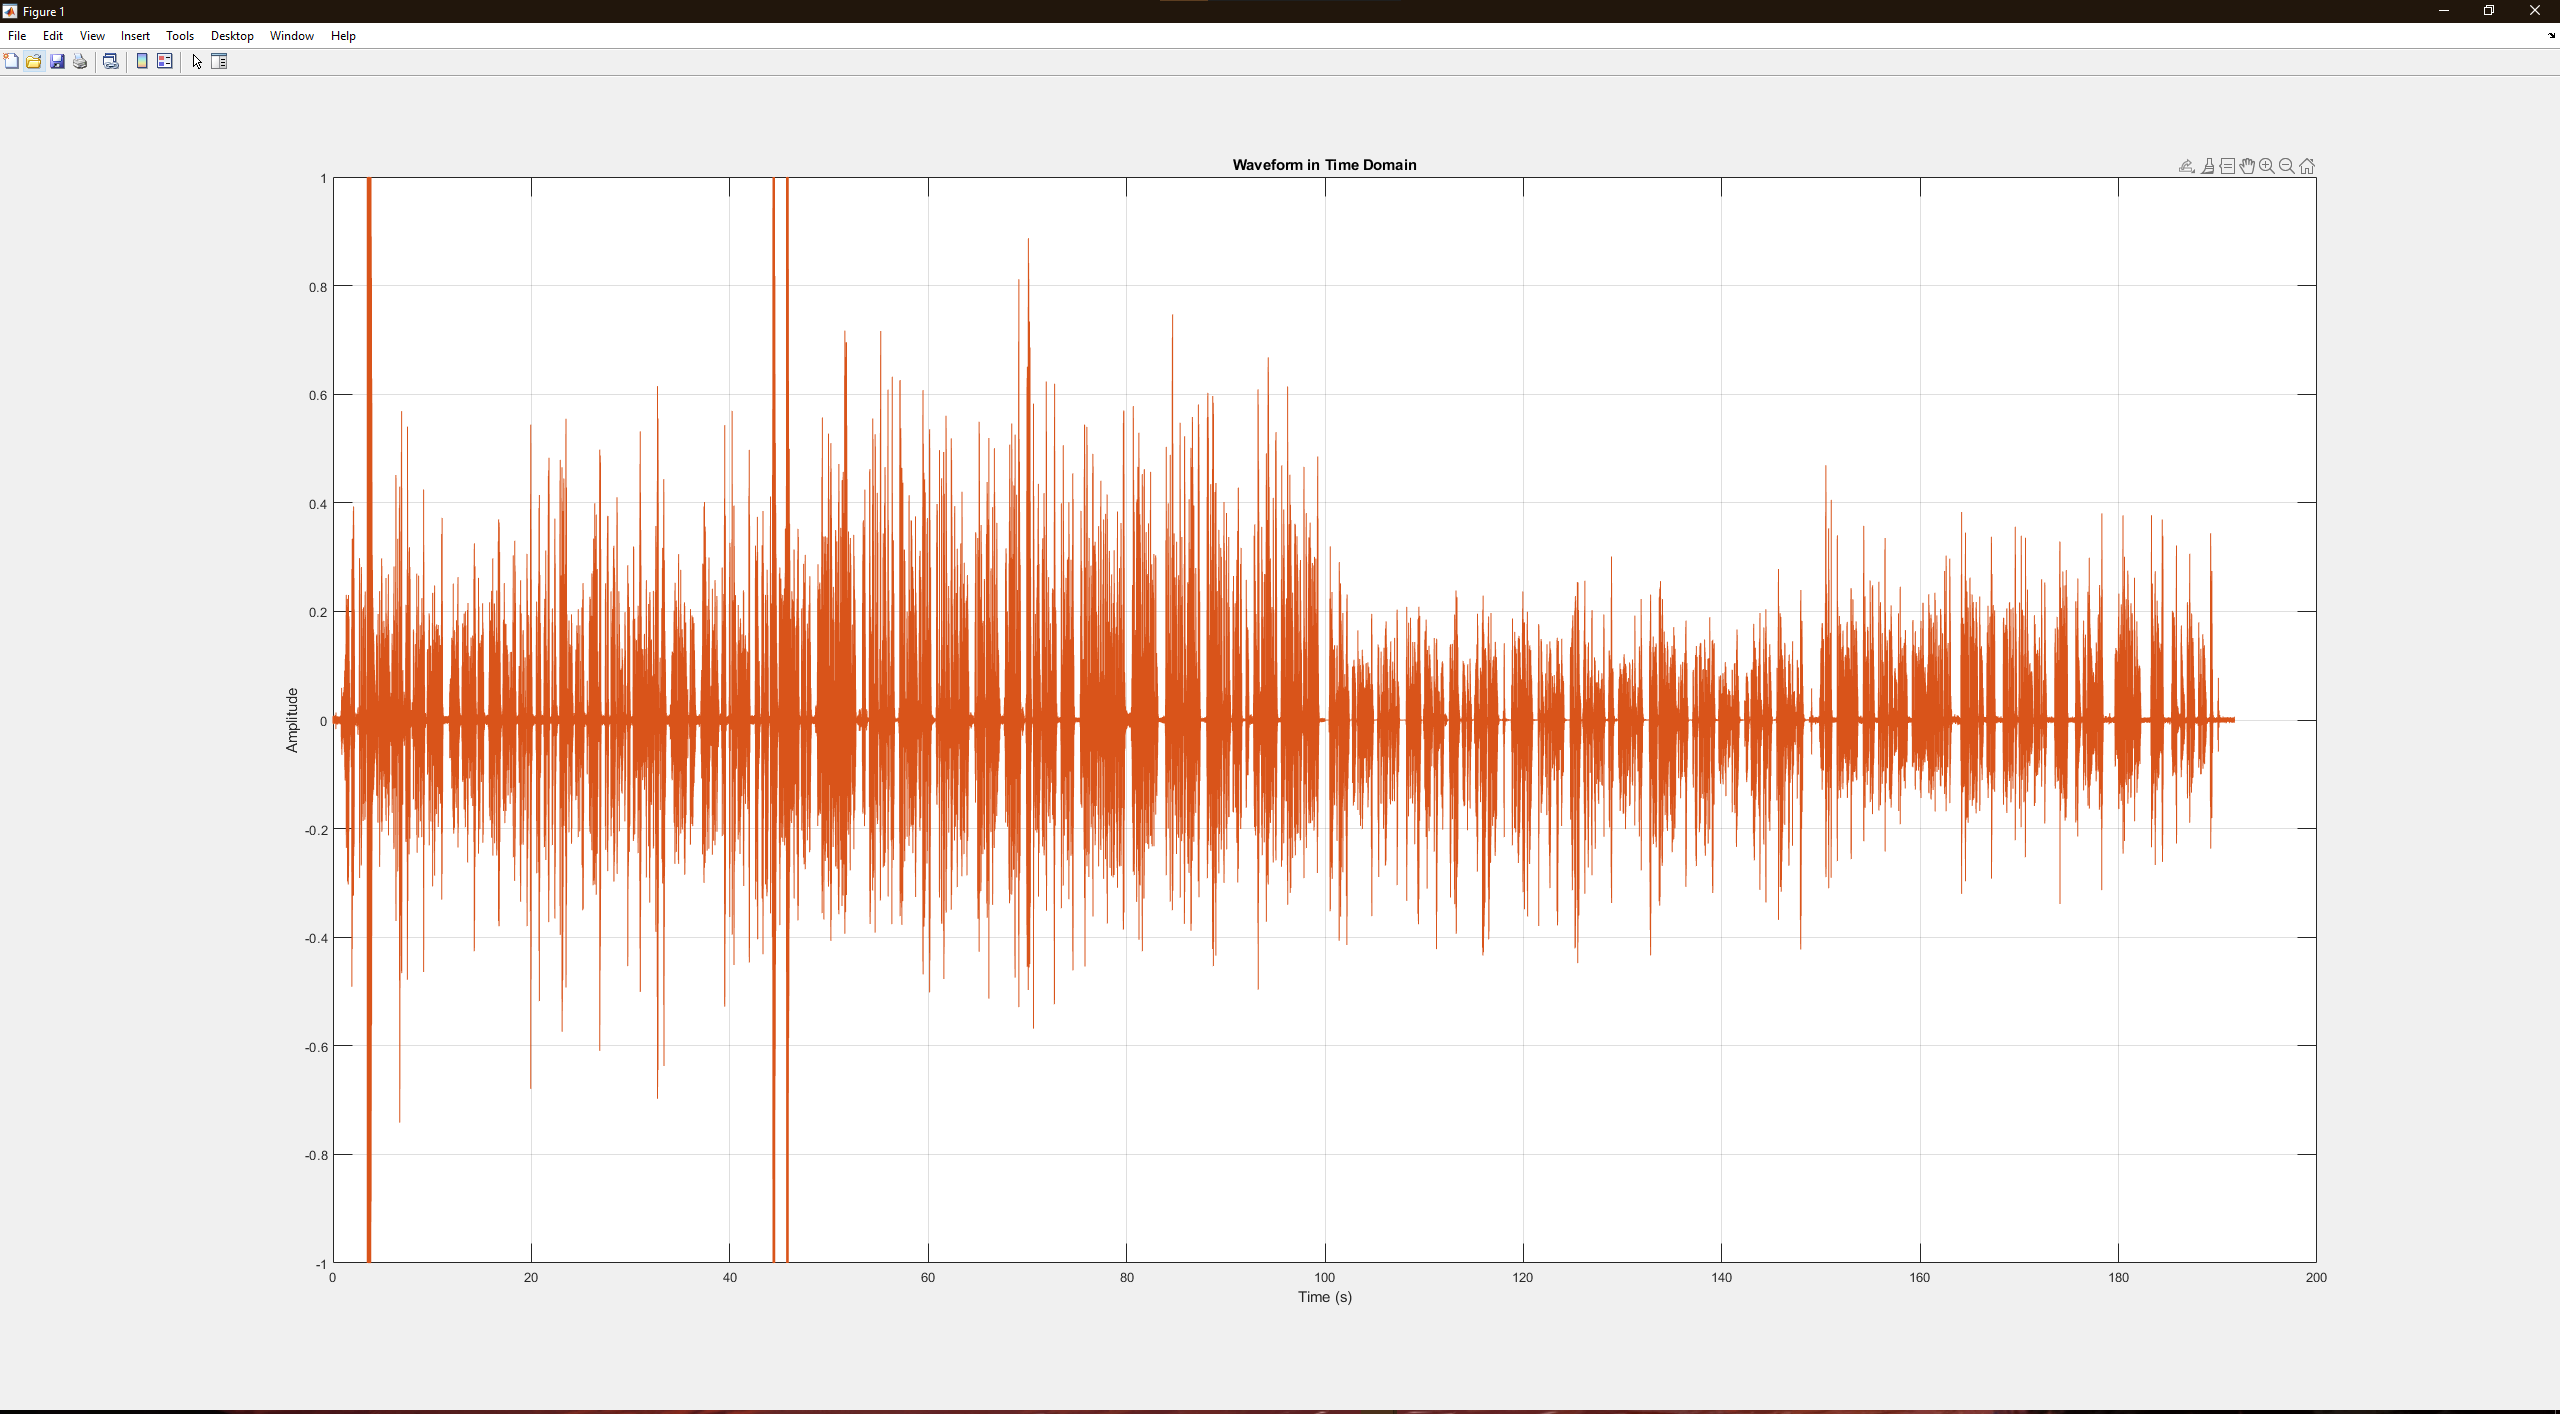 Figure 1
File Edit View Insert Tools Desktop Window Help
Waveform in Time Domain
1
0.8
0.6
0.4
0.2
0
-0.2
-0.4
-0.6
-0.8
-1
Amplitude
0 20 40 60 80 100 120 140 160 180 200
Time (s)